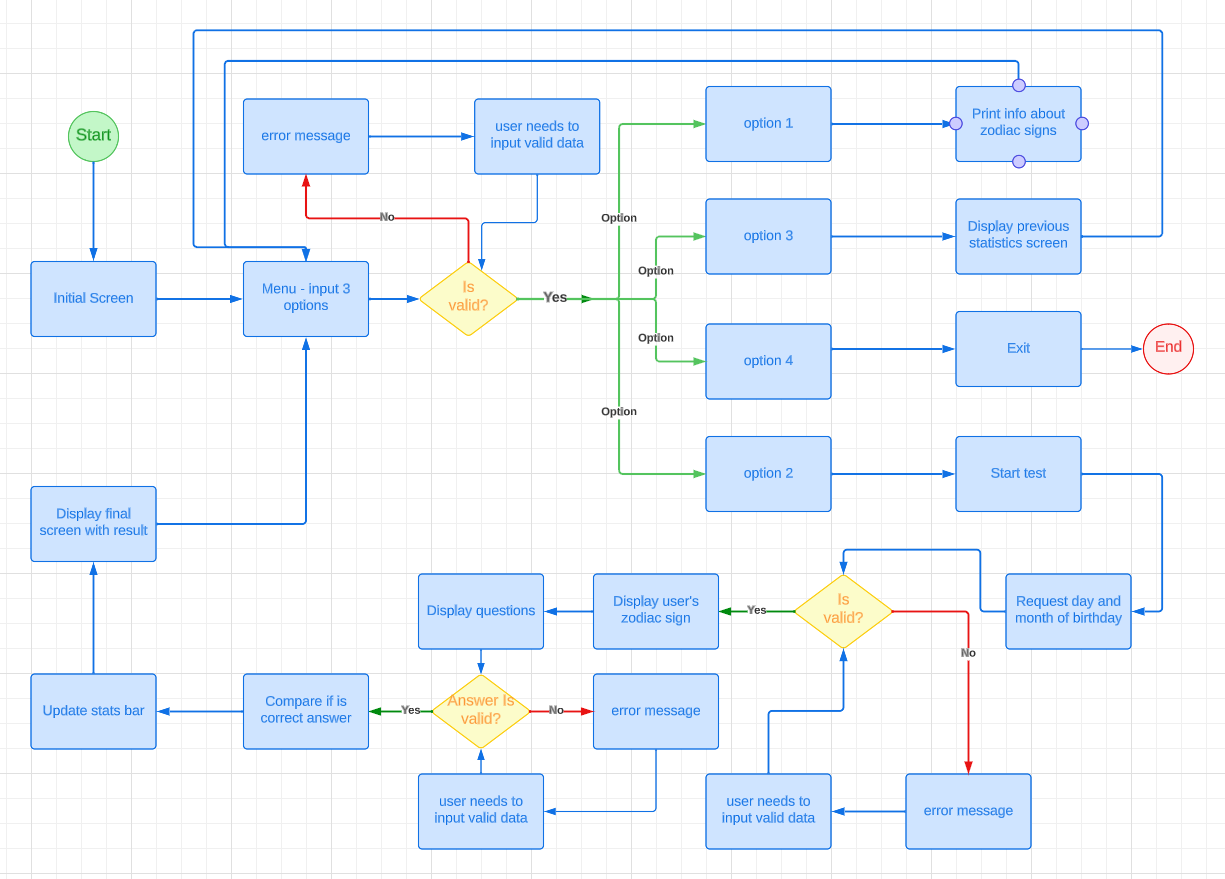 Start
error message
user needs to
input valid data
option 1
Print info about
zodiac signs
No
Option
option 3
Display previous
statistics screen
Option
Initial Screen
Menu - input 3
options
Is
valid?
Yes
Option
option 4
Exit
End
Option
option 2
Start test
Display final
screen with result
Display questions
Display user's
zodiac sign
Yes
Is
valid?
Request day and
month of birthday
No
Update stats bar
Compare if is
correct answer
Yes
Answer Is
valid?
No
error message
user needs to
input valid data
user needs to
input valid data
error message